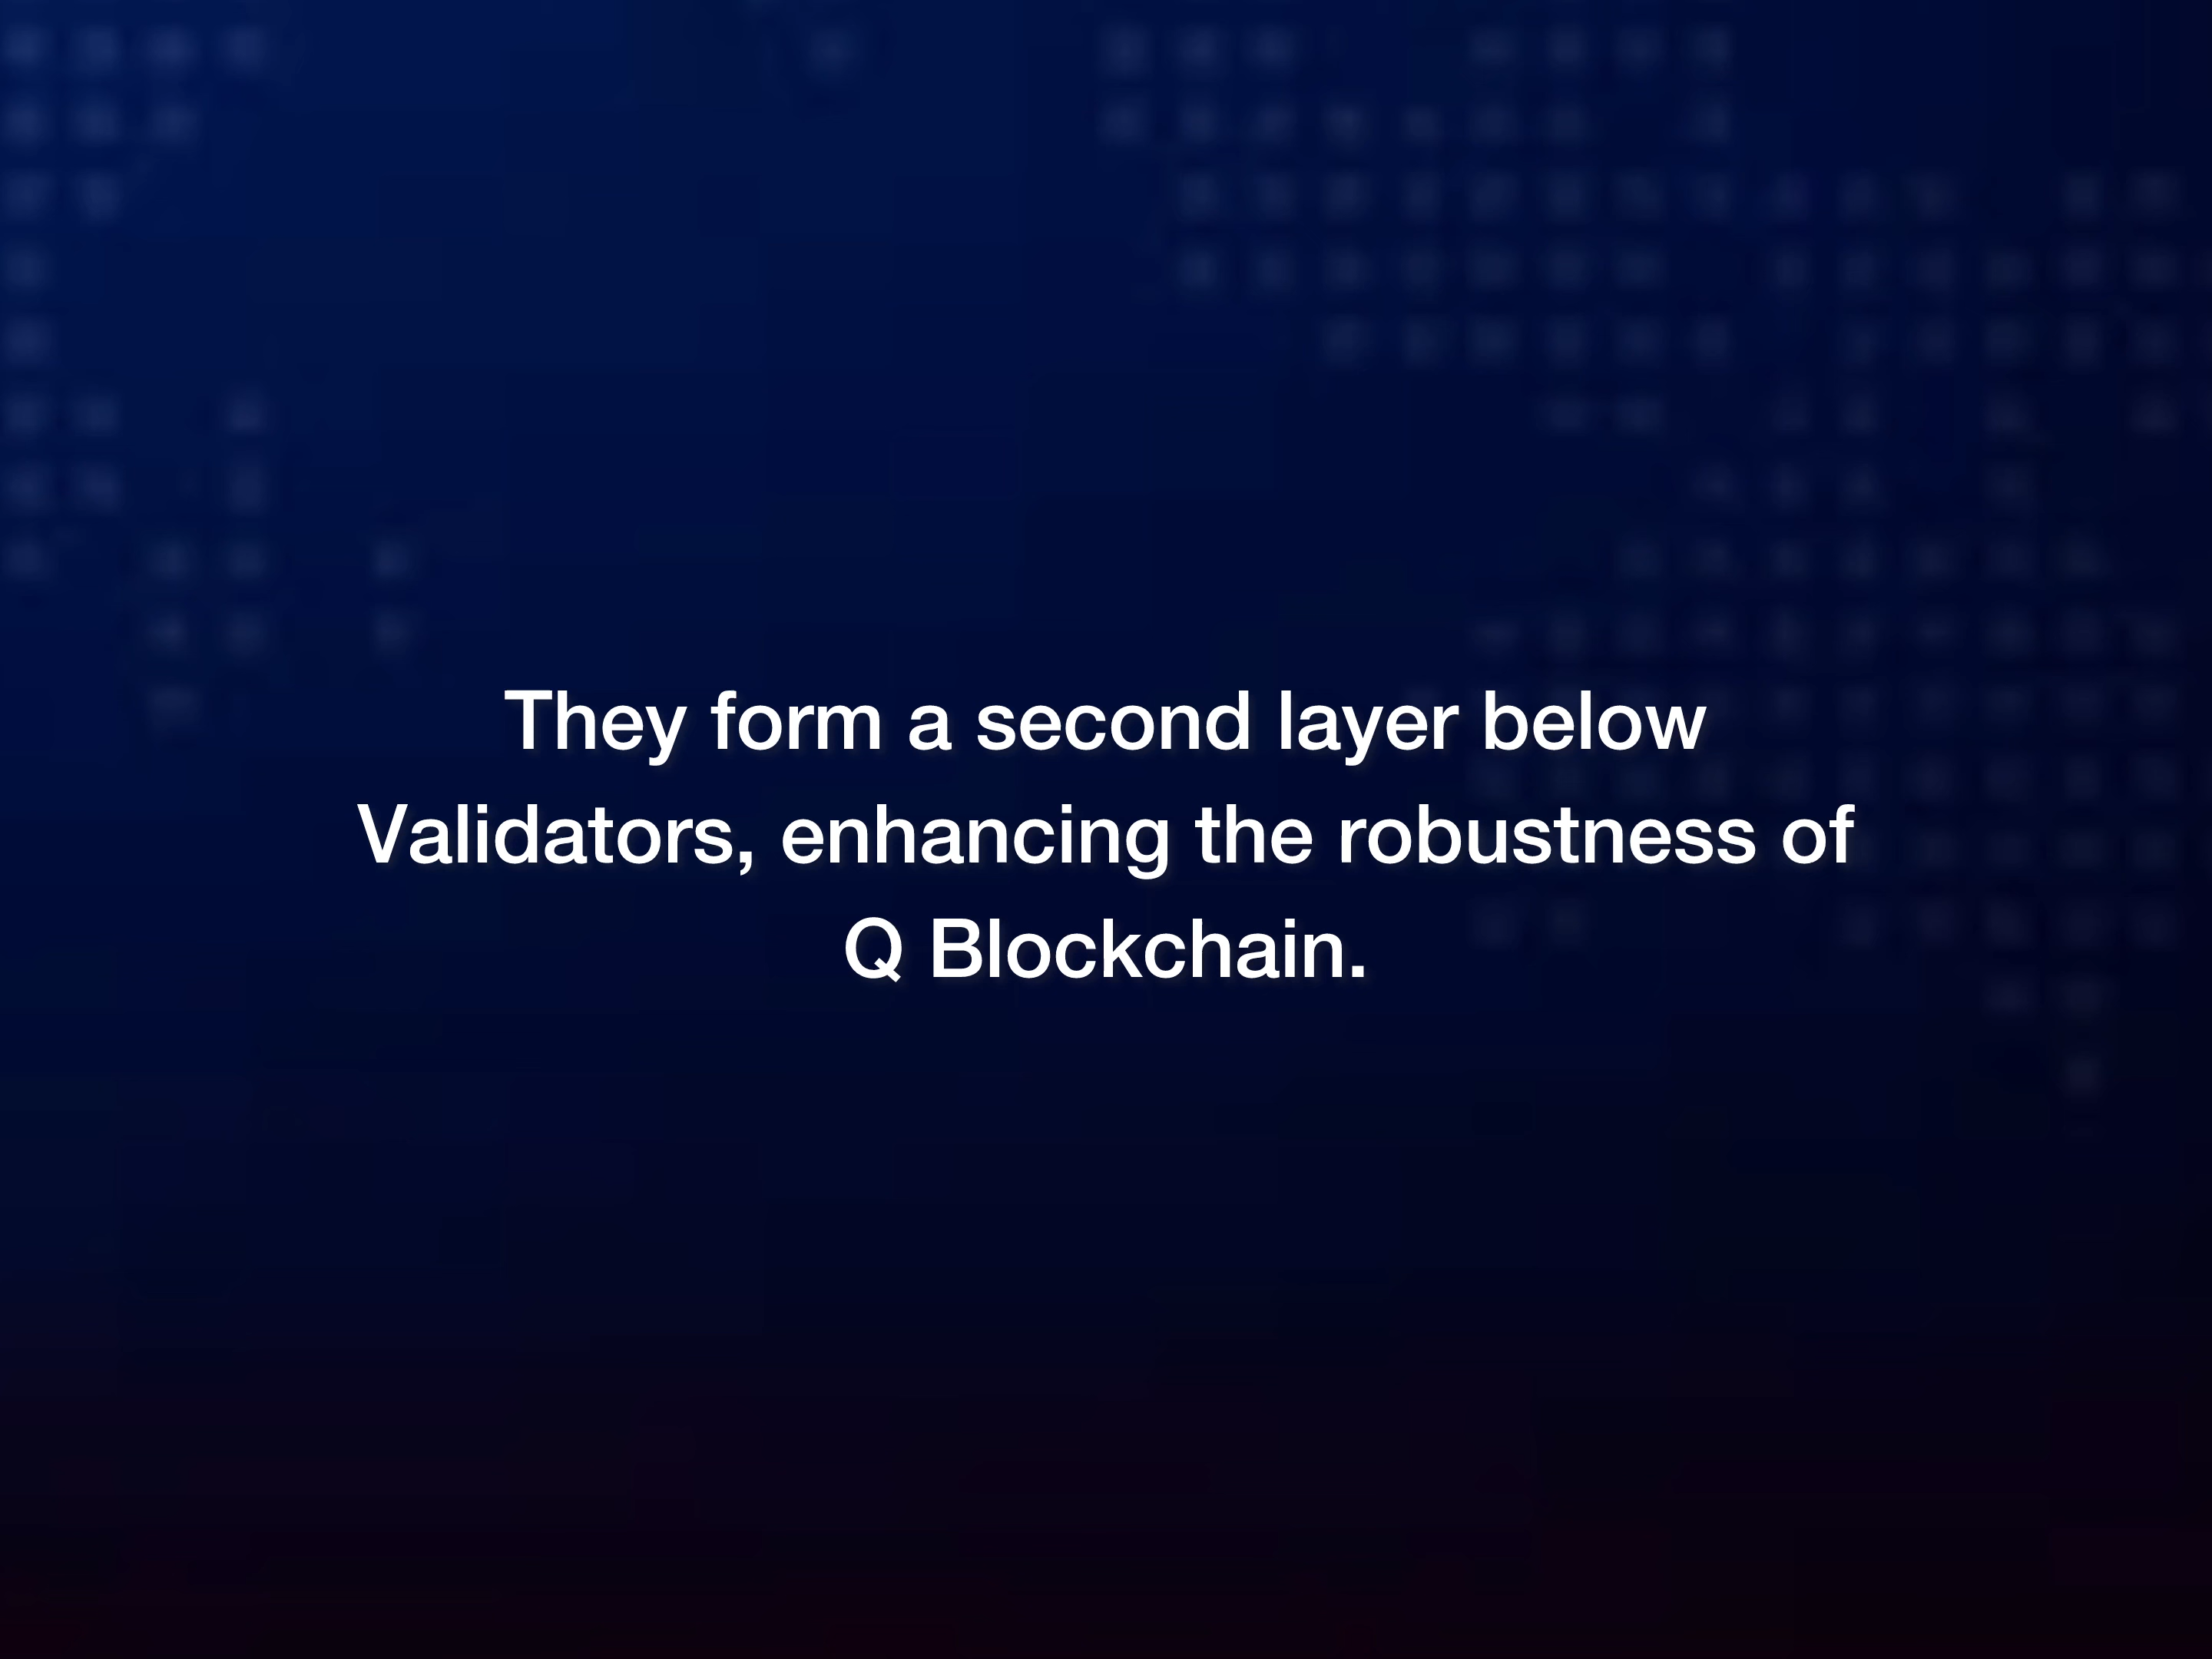 They form a second layer below
Validators, enhancing the robustness of
Q Blockchain.